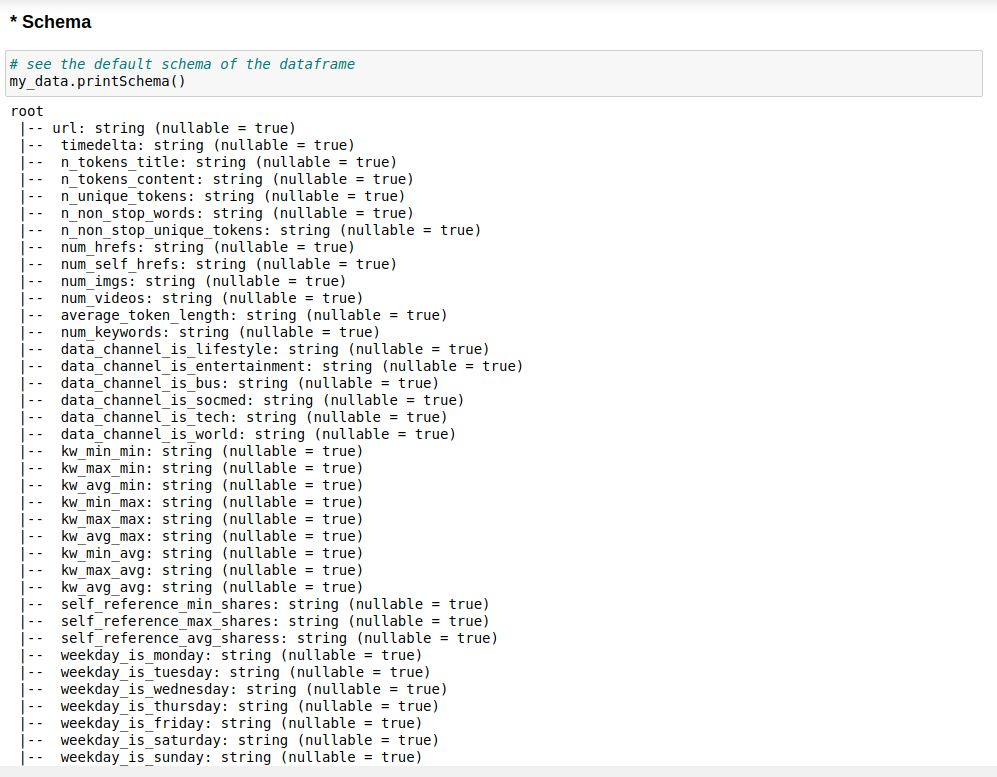 * Schema
# see the default schema of the dataframe
my_data.printSchema()
root
 |-- url: string (nullable = true)
 |--  timedelta: string (nullable = true)
 |--  n_tokens_title: string (nullable = true)
 |--  n_tokens_content: string (nullable = true)
 |--  n_unique_tokens: string (nullable = true)
 |--  n_non_stop_words: string (nullable = true)
 |--  n_non_stop_unique_tokens: string (nullable = true)
 |--  num_hrefs: string (nullable = true)
 |--  num_self_hrefs: string (nullable = true)
 |--  num_imgs: string (nullable = true)
 |--  num_videos: string (nullable = true)
 |--  average_token_length: string (nullable = true)
 |--  num_keywords: string (nullable = true)
 |--  data_channel_is_lifestyle: string (nullable = true)
 |--  data_channel_is_entertainment: string (nullable = true)
 |--  data_channel_is_bus: string (nullable = true)
 |--  data_channel_is_socmed: string (nullable = true)
 |--  data_channel_is_tech: string (nullable = true)
 |--  data_channel_is_world: string (nullable = true)
 |--  kw_min_min: string (nullable = true)
 |--  kw_max_min: string (nullable = true)
 |--  kw_avg_min: string (nullable = true)
 |--  kw_min_max: string (nullable = true)
 |--  kw_max_max: string (nullable = true)
 |--  kw_avg_max: string (nullable = true)
 |--  kw_min_avg: string (nullable = true)
 |--  kw_max_avg: string (nullable = true)
 |--  kw_avg_avg: string (nullable = true)
 |--  self_reference_min_shares: string (nullable = true)
 |--  self_reference_max_shares: string (nullable = true)
 |--  self_reference_avg_sharess: string (nullable = true)
 |--  weekday_is_monday: string (nullable = true)
 |--  weekday_is_tuesday: string (nullable = true)
 |--  weekday_is_wednesday: string (nullable = true)
 |--  weekday_is_thursday: string (nullable = true)
 |--  weekday_is_friday: string (nullable = true)
 |--  weekday_is_saturday: string (nullable = true)
 |--  weekday_is_sunday: string (nullable = true)